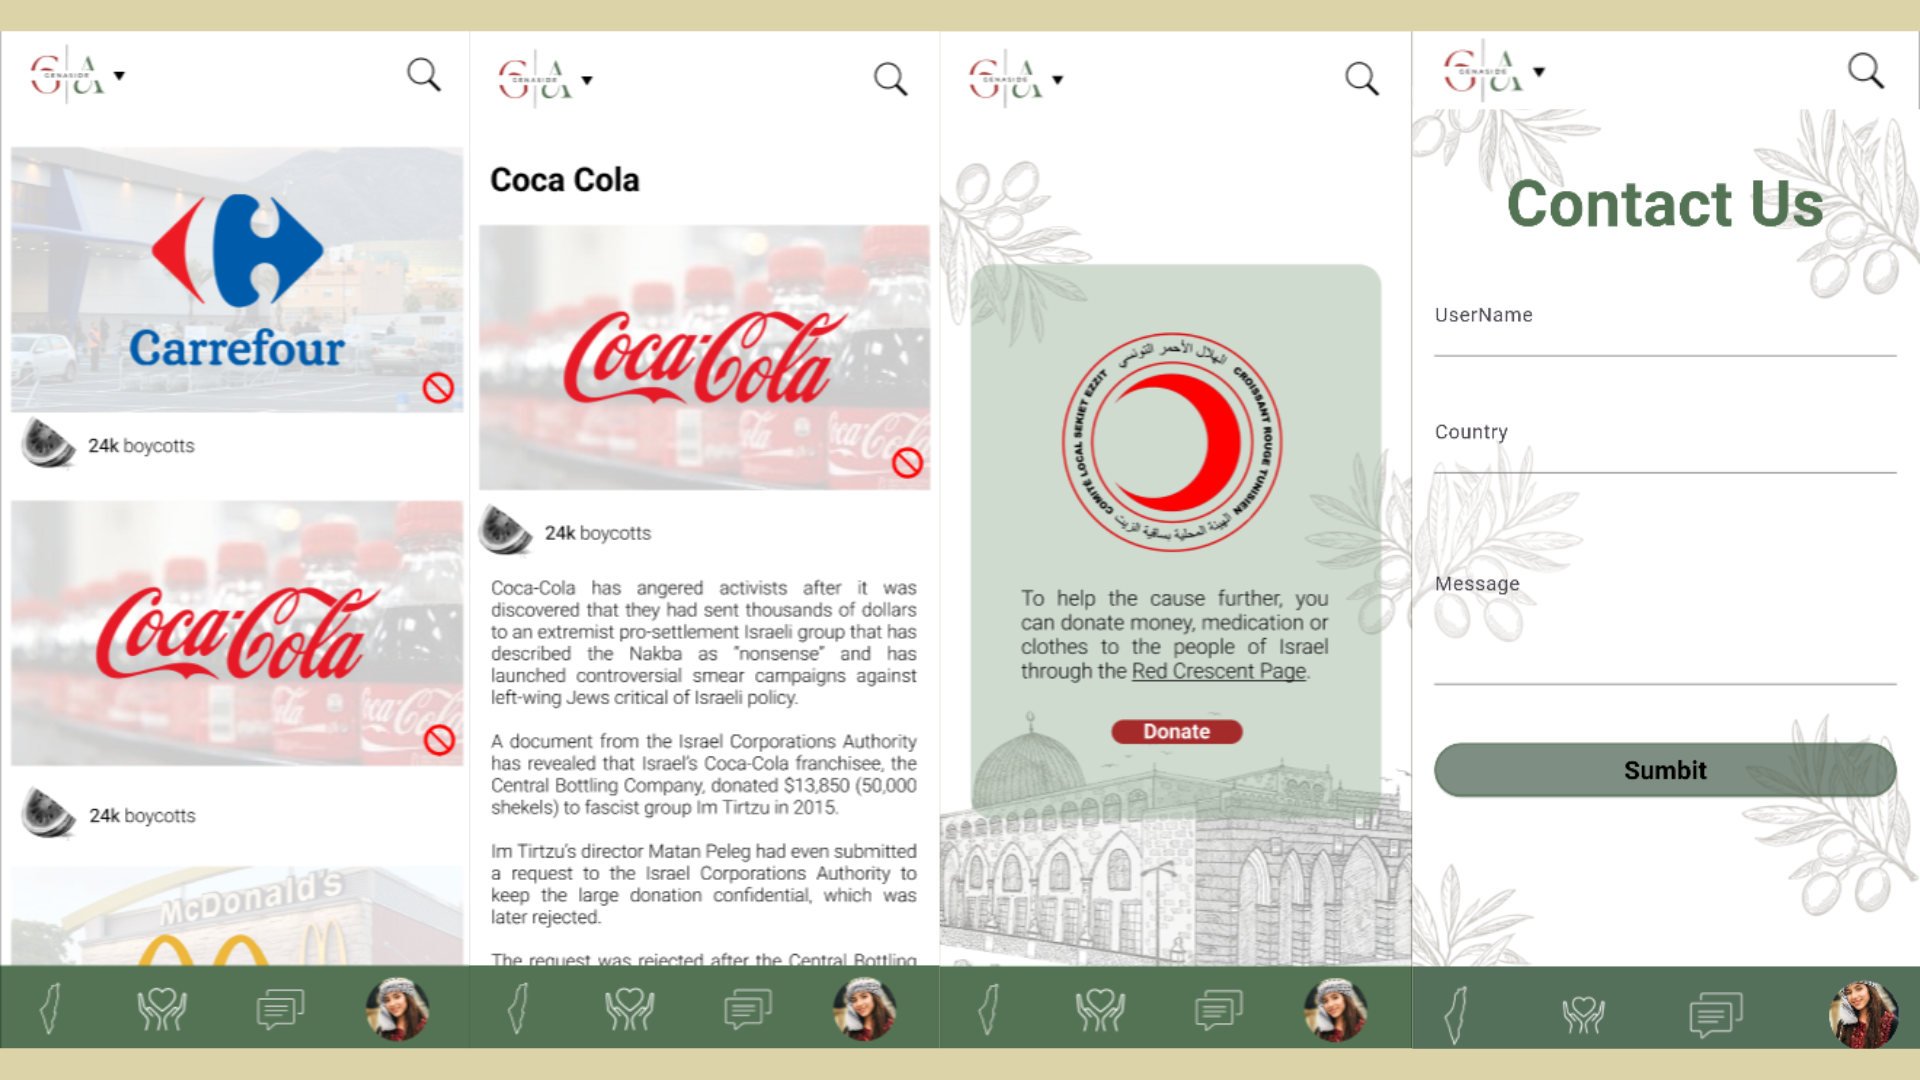 G A
GENASIDE
Carrefour
24k boycotts
Coca-Cola
24k boycotts
McDonald's
G A
GENASIDE
Coca Cola
Coca-Cola
24k boycotts
Coca-Cola has angered activists after it was
discovered that they had sent thousands of dollars
to an extremist pro-settlement Israeli group that has
described the Nakba as "nonsense" and has
launched controversial smear campaigns against
left-wing Jews critical of Israeli policy.
A document from the Israel Corporations Authority
has revealed that Israel's Coca-Cola franchisee, the
Central Bottling Company, donated $13,850 (50,000
shekels) to fascist group Im Tirtzu in 2015.
Im Tirtzu's director Matan Peleg had even submitted
a request to the Israel Corporations Authority to
keep the large donation confidential, which was
later rejected.
The request was rejected after the Central Bottling
G A
GENASIDE
الهلال الأحمر التونسي
CROISSANT ROUGE TUNISIEN
COMITÉ LOCAL SEKIET EZZIT
الهيئة المحلية بساقية الزيت
To help the cause further, you
can donate money, medication or
clothes to the people of Israel
through the Red Crescent Page.
Donate
G A
GENASIDE
Contact Us
UserName
Country
Message
Sumbit